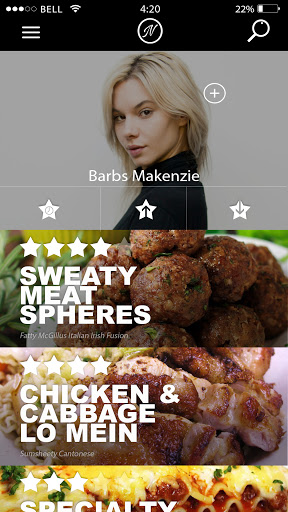 BELL 4:20 53%
N
Barbs Makenzie
SWEATY
MEAT
SPHERES
Fatty McGillus Italian Irish Fusion
CHICKEN &
CABBAGE
LO MEIN
Sumsheety Cantonese
SPECIALTY